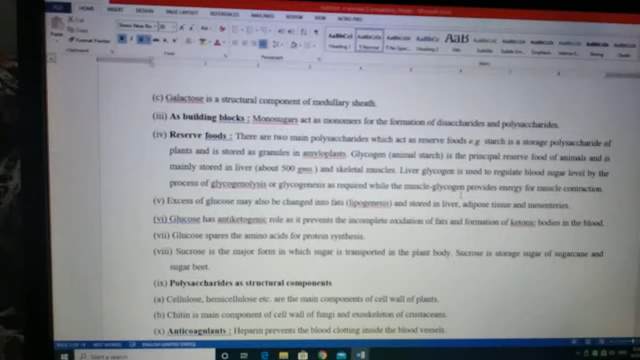 HOME INSERT DESIGN PAGE LAYOUT REFERENCES MAILINGS REVIEW VIEW
Heading 1
(c) Galactose is a structural component of medullary sheath.
(iii) As building blocks : Monosugars act as monomers for the formation of disaccharides and polysaccharides.
(iv) Reserve foods : There are two main polysaccharides which act as reserve foods e.g. starch is a storage polysaccharide of
plants and is stored as granules in amyloplasts. Glycogen (animal starch) is the principal reserve food of animals and is
mainly stored in liver (about 500 gms.) and skeletal muscles. Liver glycogen is used to regulate blood sugar level by the
process of glycogenolysis or glycogenesis as required while the muscle-glycogen provides energy for muscle contraction.
(v) Excess of glucose may also be changed into fats (lipogenesis) and stored in liver, adipose tissue and mesenteries.
(vi) Glucose has antiketogenic role as it prevents the incomplete oxidation of fats and formation of ketonic bodies in the blood.
(vii) Glucose spares the amino acids for protein synthesis.
(viii) Sucrose is the major form in which sugar is transported in the plant body. Sucrose is storage sugar of sugarcane and
sugar beet.
(ix) Polysaccharides as structural components
(a) Cellulose, hemicellulose etc. are the main components of cell wall of plants.
(b) Chitin is main component of cell wall of fungi and exoskeleton of crustaceans.
(x) Anticoagulants : Heparin prevents the blood clotting inside the blood vessels.